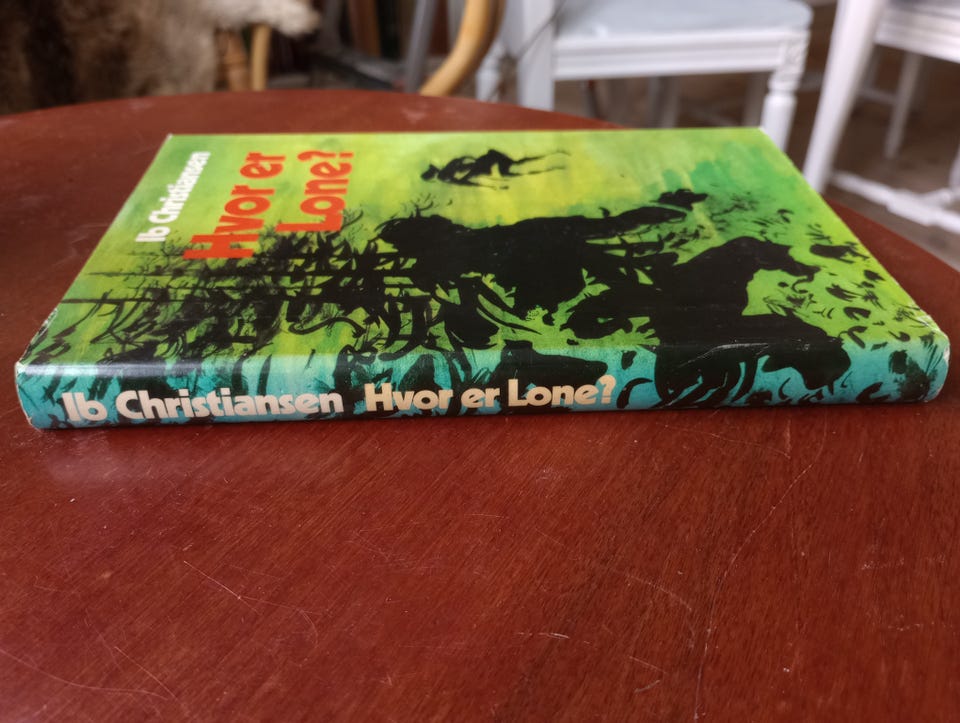 Ib Christiansen
Hvor er
Lone?
Ib Christiansen Hvor er Lone?